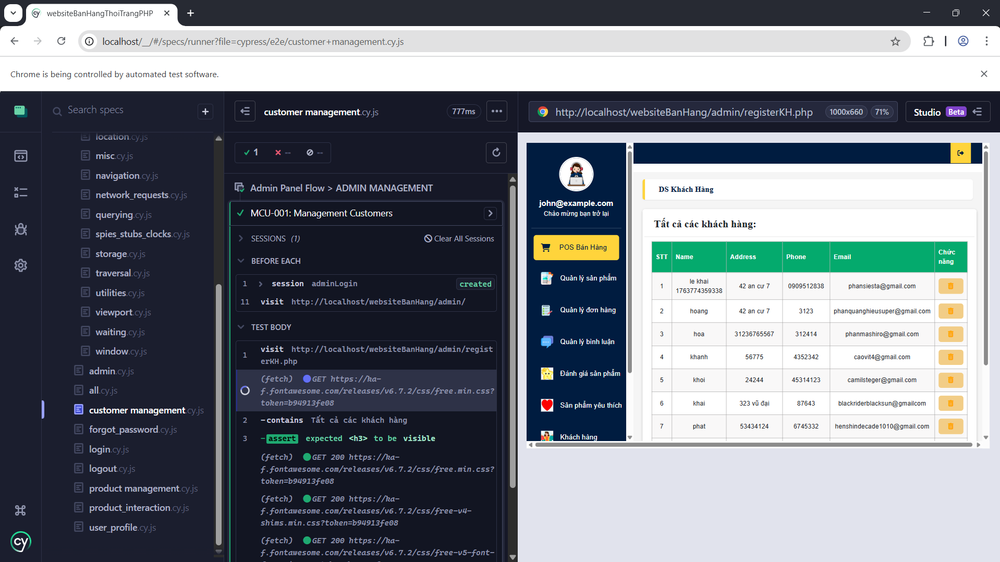 websiteBanHangThoiTrangPHP
localhost/__/#/specs/runner?file=cypress/e2e/customer+management.cy.js
Chrome is being controlled by automated test software.
Search specs
location.cy.js
misc.cy.js
navigation.cy.js
network_requests.cy.js
querying.cy.js
spies_stubs_clocks.cy.js
storage.cy.js
traversal.cy.js
utilities.cy.js
viewport.cy.js
waiting.cy.js
window.cy.js
admin.cy.js
all.cy.js
customer management.cy.js
forgot_password.cy.js
login.cy.js
logout.cy.js
product management.cy.js
product_interaction.cy.js
user_profile.cy.js
cy
customer management.cy.js
777ms
1 -- --
Admin Panel Flow > ADMIN MANAGEMENT
MCU-001: Management Customers
SESSIONS (1) Clear All Sessions
BEFORE EACH
1 session adminLogin created
11 visit http://localhost/websiteBanHang/admin/
TEST BODY
1 visit http://localhost/websiteBanHang/admin/regist
erKH.php
(fetch) GET https://ka-
f.fontawesome.com/releases/v6.7.2/css/free.min.css?
token=b94913fe08
2 -contains Tất cả các khách hàng
3 -assert expected <h3> to be visible
(fetch) GET 200 https://ka-
f.fontawesome.com/releases/v6.7.2/css/free.min.css?
token=b94913fe08
(fetch) GET 200 https://ka-
f.fontawesome.com/releases/v6.7.2/css/free-v4-
shims.min.css?token=b94913fe08
(fetch) GET 200 https://ka-
f.fontawesome.com/releases/v6.7.2/css/free-v5-font-
http://localhost/websiteBanHang/admin/registerKH.php 1000x660 71%
Studio Beta
john@example.com
Chào mừng bạn trở lại
POS Bán Hàng
Quản lý sản phẩm
Quản lý đơn hàng
Quản lý bình luận
Đánh giá sản phẩm
Sản phẩm yêu thích
Khách hàng
DS Khách Hàng
Tất cả các khách hàng:
STT Name Address Phone Email Chức năng
1 le khai 1763774359338 42 an cư 7 0909512838 phansiesta@gmail.com
2 hoang 42 an cư 7 3123 phanquanghieusuper@gmail.com
3 hoa 31236765567 312414 phanmashiro@gmail.com
4 khanh 56775 4352342 caovit4@gmail.com
5 khoi 24244 45314123 camilsteger@gmail.com
6 khai 323 vũ đại 87643 blackriderblacksun@gmailcom
7 phat 53434124 6745332 henshindecade1010@gmail.com